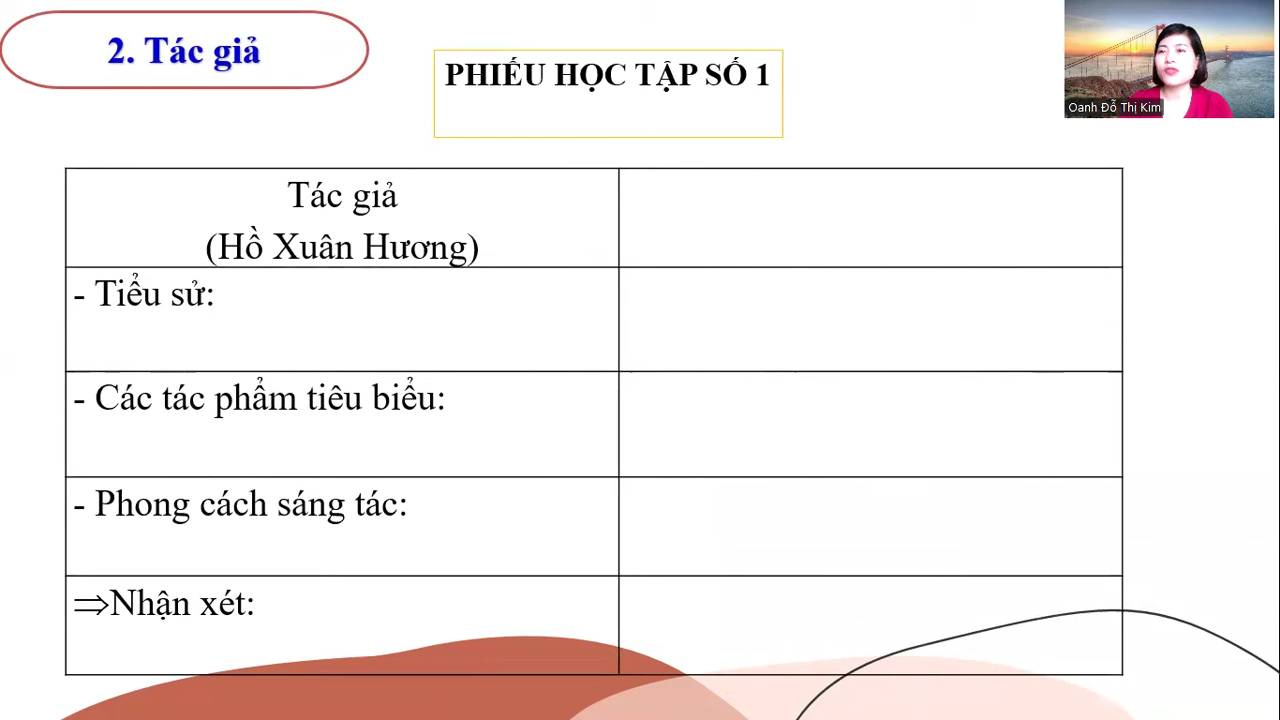 2. Tác giả
PHIẾU HỌC TẬP SỐ 1
Oanh Đỗ Thị Kim
Tác giả
(Hồ Xuân Hương)
- Tiểu sử:
- Các tác phẩm tiêu biểu:
- Phong cách sáng tác:
⇒Nhận xét: